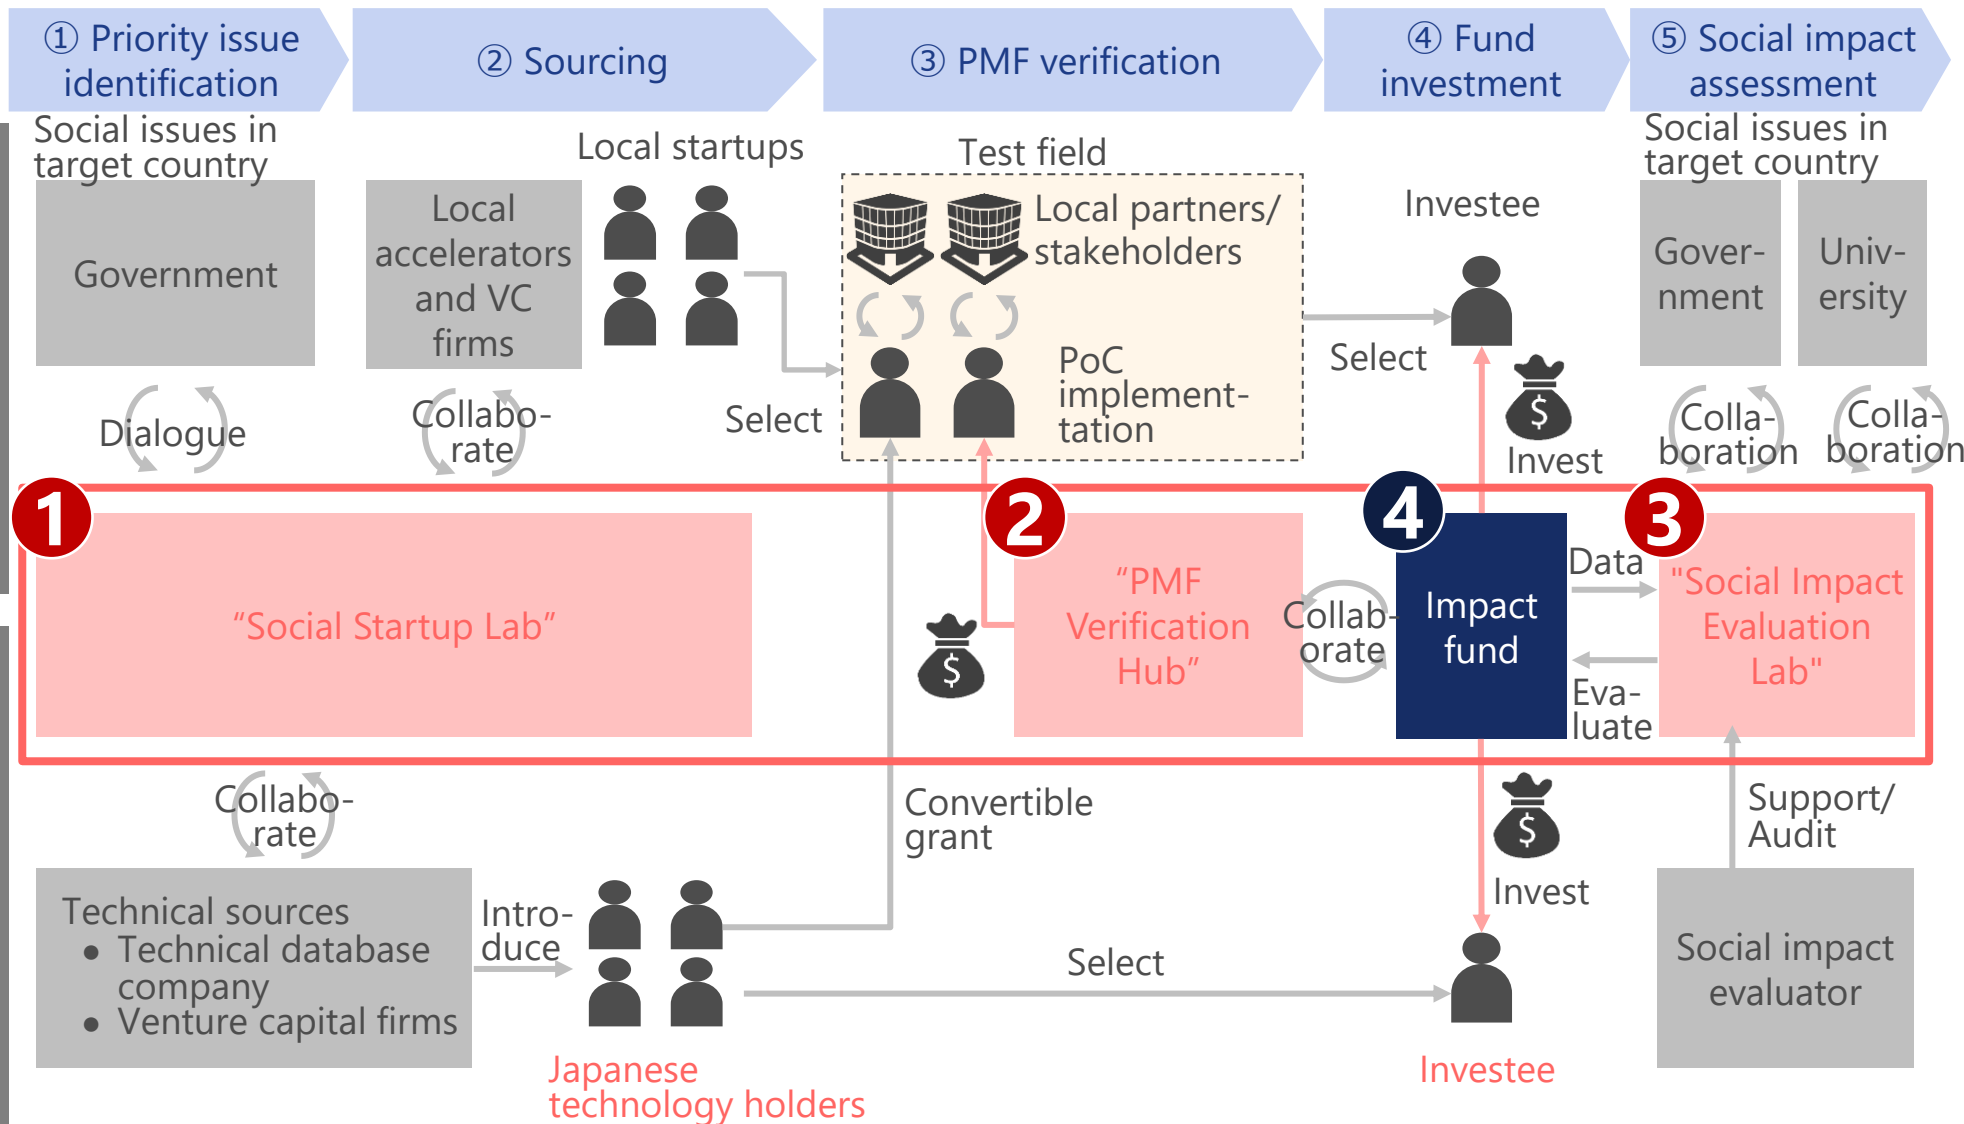 ① Priority issue
identification
② Sourcing
③ PMF verification
④ Fund
investment
⑤ Social impact
assessment
Social issues in
target country
Government
Dialogue
Local
accelerators
and VC
firms
Collabo-
rate
Local startups
Select
Test field
Local partners/
stakeholders
PoC
implement-
tation
Select
Investee
$
Invest
Social issues in
target country
Gover-
nment
Univ-
ersity
Colla-
boration
Colla-
boration
1
“Social Startup Lab”
2
“PMF
Verification
Hub”
$
Collab-
orate
4
Impact
fund
Data
Eva-
luate
3
"Social Impact
Evaluation
Lab"
Collabo-
rate
Technical sources
● Technical database
company
● Venture capital firms
Intro-
duce
Japanese
technology holders
Convertible
grant
Select
$
Invest
Investee
Support/
Audit
Social impact
evaluator